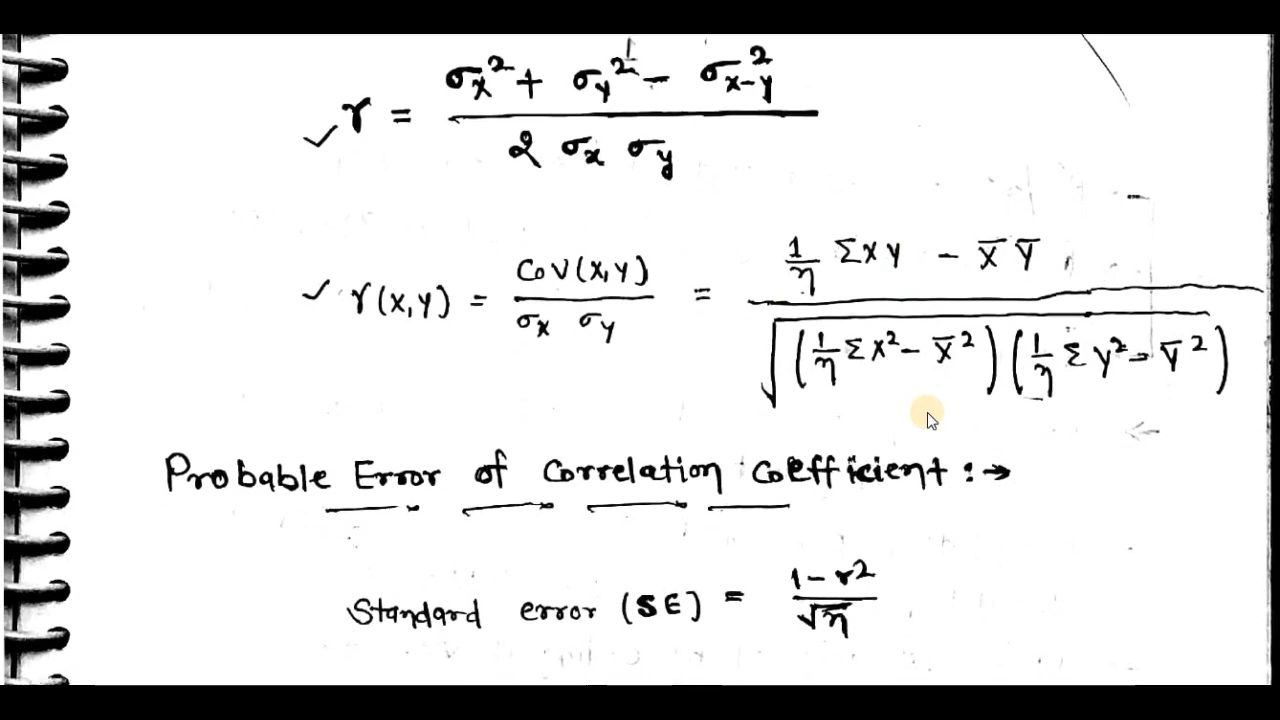 r = (σx² + σy² − σx−y²) / (2 σx σy)
r(x,y) = Cov(x,y) / (σx σy) = (1/n Σxy − x̄ ȳ) / √((1/n Σx² − x̄²)(1/n Σy² − ȳ²))
Probable Error of Correlation Coefficient :→
Standard error (SE) = (1−r²) / √n